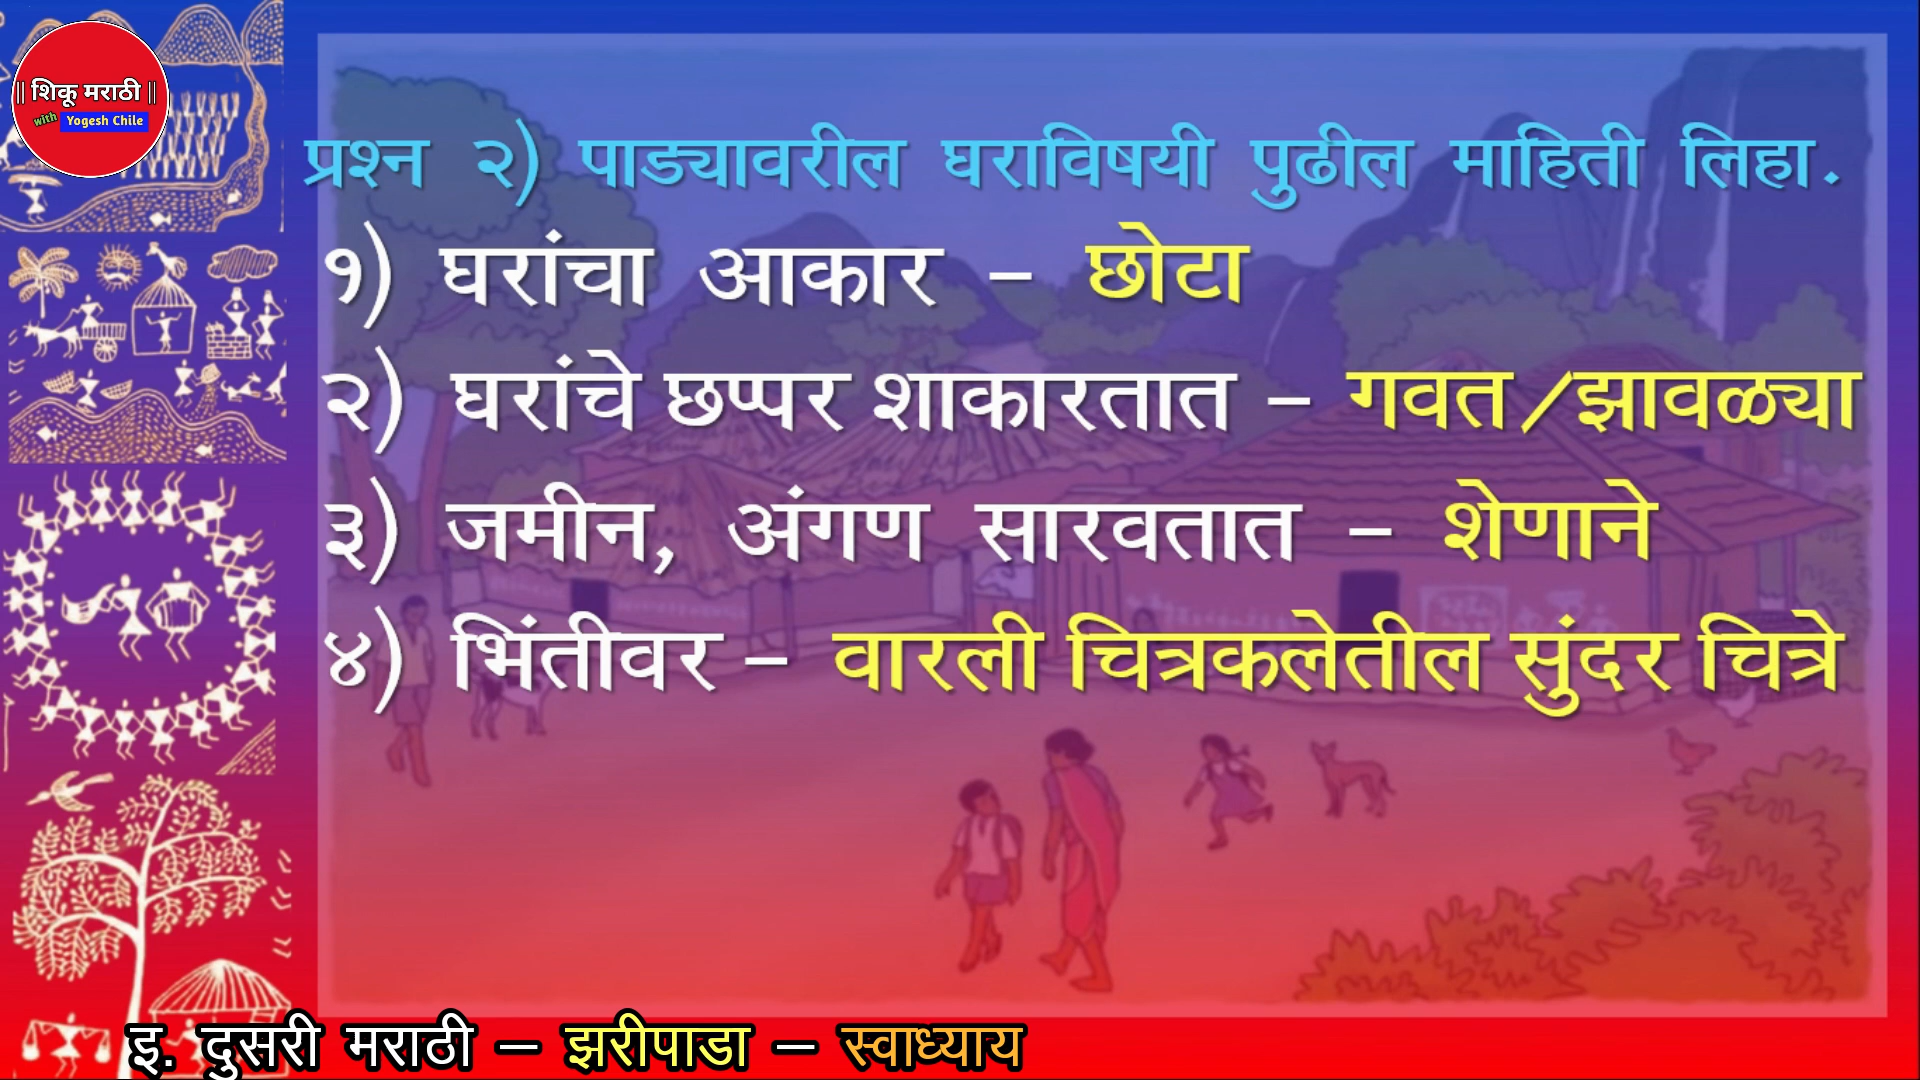 || शिकू मराठी ||
with Yogesh Chile
प्रश्न २) पाड्यावरील घराविषयी पुढील माहिती लिहा.
१) घरांचा आकार – छोटा
२) घरांचे छप्पर शाकारतात – गवत/झावळ्या
३) जमीन, अंगण सारवतात – शेणाने
४) भिंतीवर – वारली चित्रकलेतील सुंदर चित्रे
इ. दुसरी मराठी – झरीपाडा – स्वाध्याय